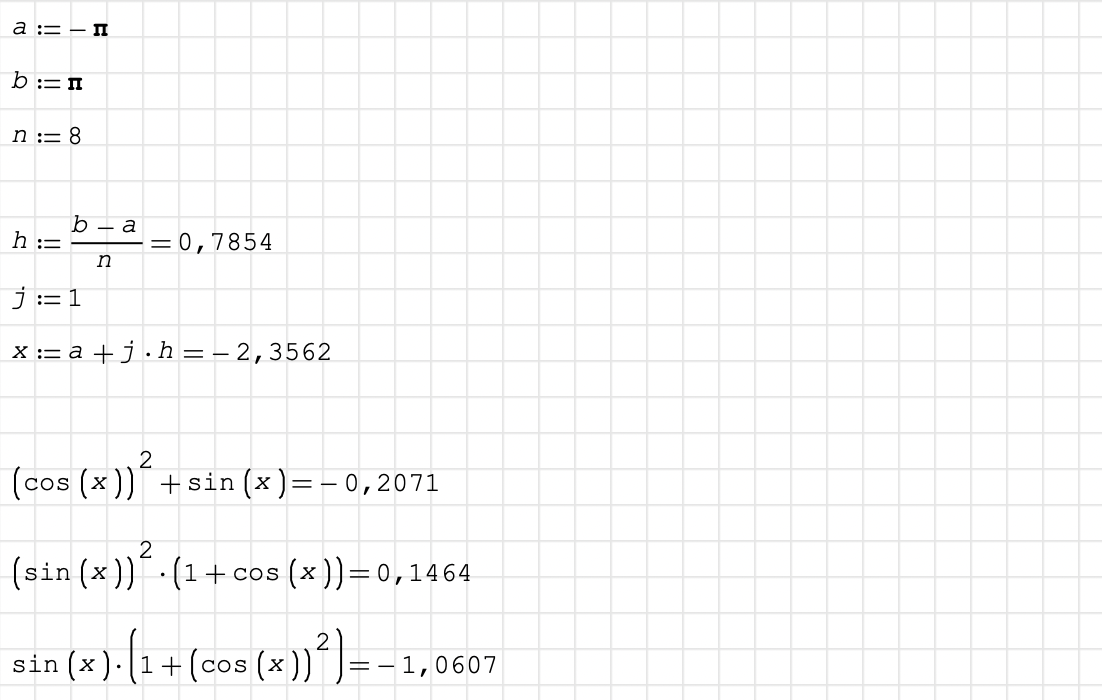 a := − π
b := π
n := 8
h := (b − a)/n = 0,7854
j := 1
x := a + j · h = − 2,3562
(cos (x))² + sin (x) = − 0,2071
(sin (x))² · (1 + cos (x)) = 0,1464
sin (x) · (1 + (cos (x))²) = − 1,0607